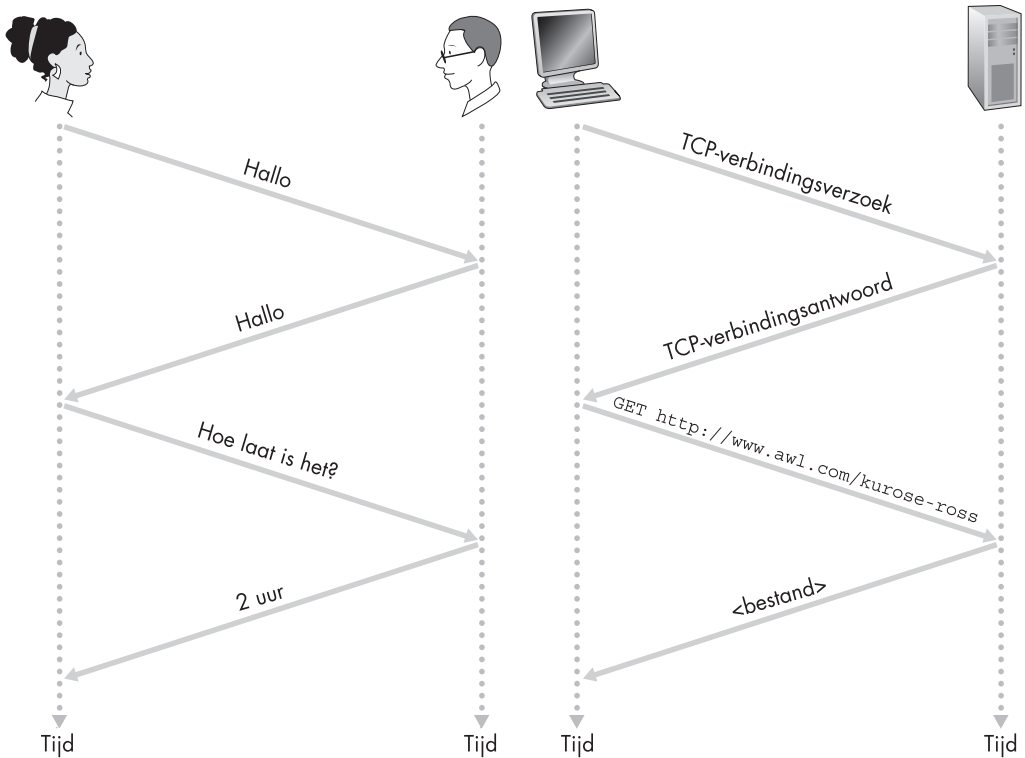 Hallo
Hallo
Hoe laat is het?
2 uur
Tijd
Tijd
TCP-verbindingsverzoek
TCP-verbindingsantwoord
GET http://www.awl.com/kurose-ross
<bestand>
Tijd
Tijd